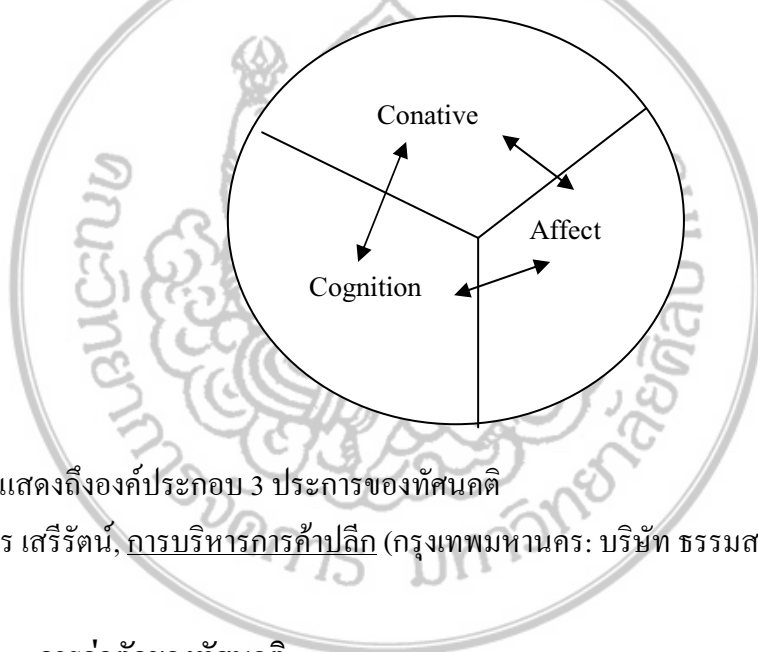 Conative
Affect
Cognition
แสดงถึงองค์ประกอบ 3 ประการของทัศนคติ
ร เสรีรัตน์, การบริหารการค้าปลีก (กรุงเทพมหานคร: บริษัท ธรรมส